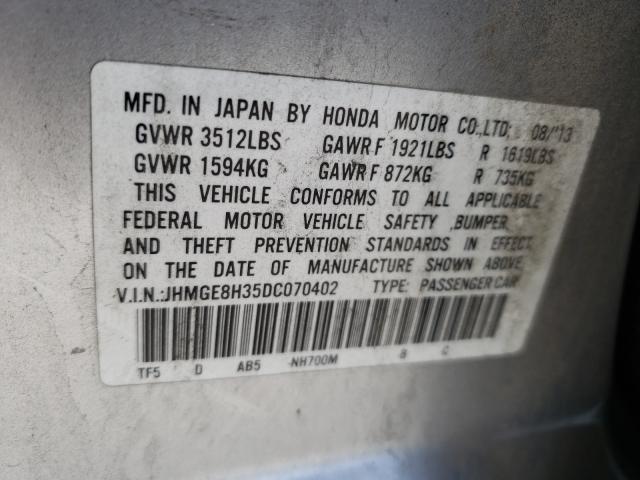 MFD. IN JAPAN BY HONDA MOTOR CO.,LTD. 08/'13
GVWR 3512LBS GAWR F 1921LBS R 1619LBS
GVWR 1594KG GAWR F 872KG R 735KG
THIS VEHICLE CONFORMS TO ALL APPLICABLE
FEDERAL MOTOR VEHICLE SAFETY ,BUMPER
AND THEFT PREVENTION STANDARDS IN EFFECT
ON THE DATE OF MANUFACTURE SHOWN ABOVE.
V.I.N.:JHMGE8H35DC070402 TYPE: PASSENGER CAR
TF5 D AB5 NH700M B C